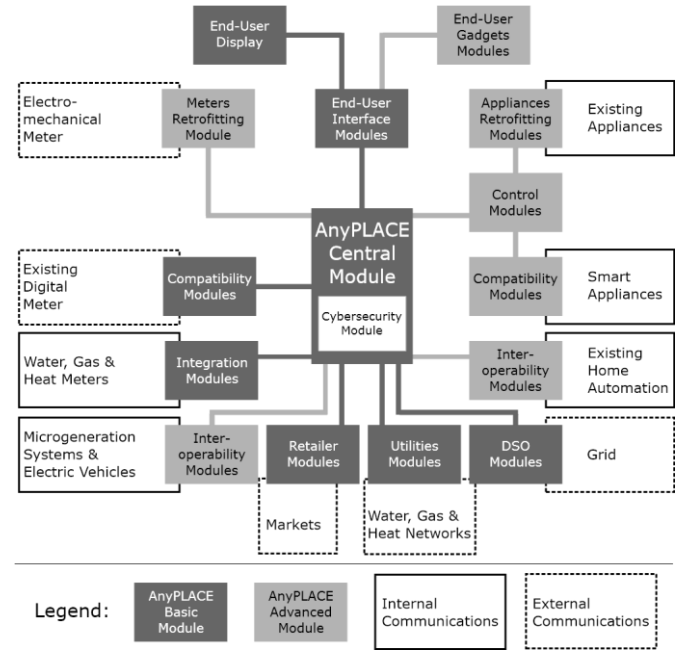 End-User
Display
End-User
Gadgets
Modules
Electro-
mechanical
Meter
Meters
Retrofitting
Module
End-User
Interface
Modules
Appliances
Retrofitting
Modules
Existing
Appliances
Control
Modules
AnyPLACE
Central
Module
Cybersecurity
Module
Existing
Digital
Meter
Compatibility
Modules
Compatibility
Modules
Smart
Appliances
Water, Gas &
Heat Meters
Integration
Modules
Inter-
operability
Modules
Existing
Home
Automation
Microgeneration
Systems &
Electric Vehicles
Inter-
operability
Modules
Retailer
Modules
Utilities
Modules
DSO
Modules
Grid
Markets
Water, Gas &
Heat Networks
Legend:
AnyPLACE
Basic
Module
AnyPLACE
Advanced
Module
Internal
Communications
External
Communications